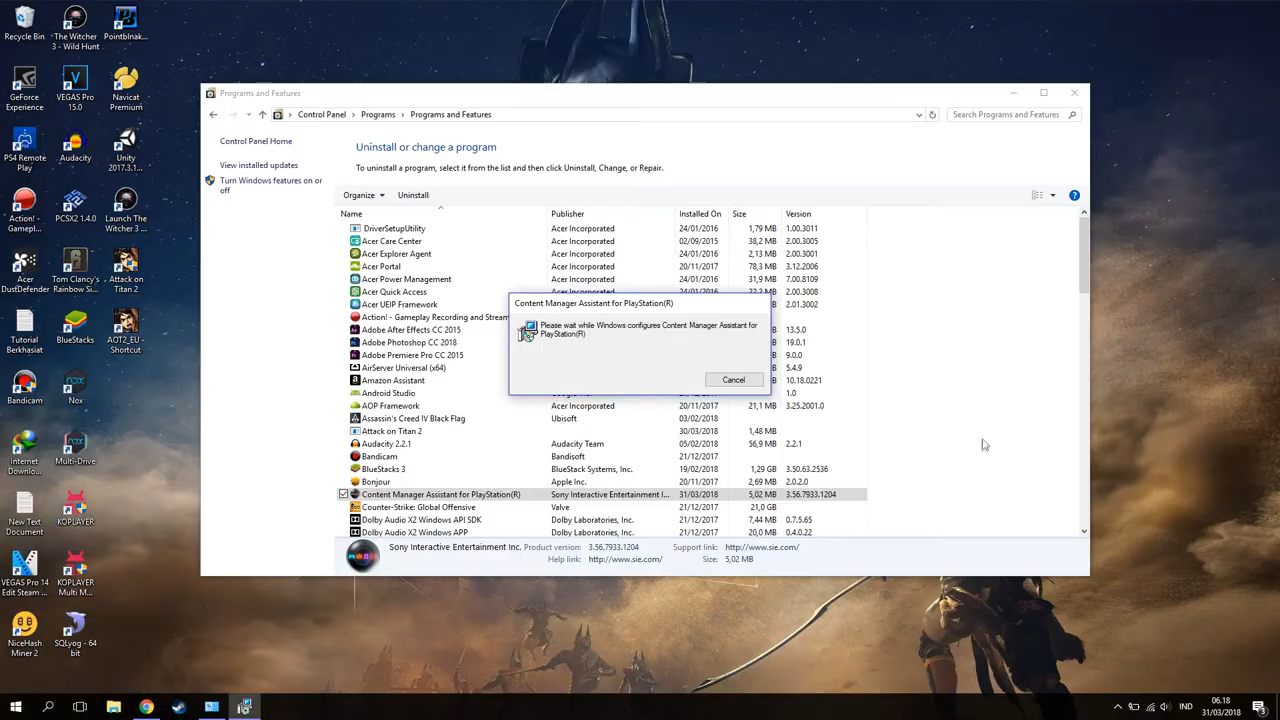 Recycle Bin
The Witcher 3 - Wild Hunt
Pointblnak...
GeForce Experience
VEGAS Pro 15.0
Navicat Premium
PS4 Remote Play
Audacity
Unity 2017.3.1...
Action! - Gameplay...
PCSX2 1.4.0
Launch The Witcher 3 ...
Acer DustDefender
Tom Clancy's Rainbow S...
Attack on Titan 2
Tutorial Berkhasiat
BlueStacks
AOT2_EU - Shortcut
Bandicam
Nox
Internet Downlo...
Multi-Drive
New Text Document
KOPLAYER
VEGAS Pro 14 Edit Steam ...
KOPLAYER Multi M...
NiceHash Miner 2
SQLyog - 64 bit
Programs and Features
Control Panel > Programs > Programs and Features
Search Programs and Features
Control Panel Home
View installed updates
Turn Windows features on or
off
Uninstall or change a program
To uninstall a program, select it from the list and then click Uninstall, Change, or Repair.
Organize Uninstall
Name Publisher Installed On Size Version
DriverSetupUtility Acer Incorporated 24/01/2016 1,79 MB 1.00.3011
Acer Care Center Acer Incorporated 02/09/2015 38,2 MB 2.00.3005
Acer Explorer Agent Acer Incorporated 24/01/2016 2,13 MB 2.00.3001
Acer Portal Acer Incorporated 20/11/2017 78,3 MB 3.12.2006
Acer Power Management Acer Incorporated 24/01/2016 31,9 MB 7.00.8109
Acer Quick Access Acer Incorporated 24/01/2016 22,2 MB 2.01.3003
Acer UEIP Framework 2.01.3002
Action! - Gameplay Recording and Stream
Adobe After Effects CC 2015 13.5.0
Adobe Photoshop CC 2018 19.0.1
Adobe Premiere Pro CC 2015 9.0.0
AirServer Universal (x64) 5.4.9
Amazon Assistant 10.18.0221
Android Studio 1.0
AOP Framework Acer Incorporated 20/11/2017 21,1 MB 3.25.2001.0
Assassin's Creed IV Black Flag Ubisoft 03/02/2018
Attack on Titan 2 30/03/2018 1,48 MB
Audacity 2.2.1 Audacity Team 05/02/2018 56,9 MB 2.2.1
Bandicam Bandisoft 21/12/2017
BlueStacks 3 BlueStack Systems, Inc. 19/02/2018 1,29 GB 3.50.63.2536
Bonjour Apple Inc. 21/12/2017 2,00 MB 2.0.2.0
Content Manager Assistant for PlayStation(R) Sony Interactive Entertainment I... 31/03/2018 5,02 MB 3.56.7933.1204
Counter-Strike: Global Offensive Valve 21/12/2017 21,0 GB
Dolby Audio X2 Windows API SDK Dolby Laboratories, Inc. 21/12/2017 7,44 MB 0.7.5.65
Dolby Audio X2 Windows APP Dolby Laboratories, Inc. 21/12/2017 20,0 MB 0.4.0.22
Content Manager Assistant for PlayStation(R)
Please wait while Windows configures Content Manager Assistant for
PlayStation(R)
Cancel
Sony Interactive Entertainment Inc. Product version: 3.56.7933.1204 Support link: http://www.sie.com/
Help link: http://www.sie.com/ Size: 5,02 MB
IND
06.18
31/03/2018
3